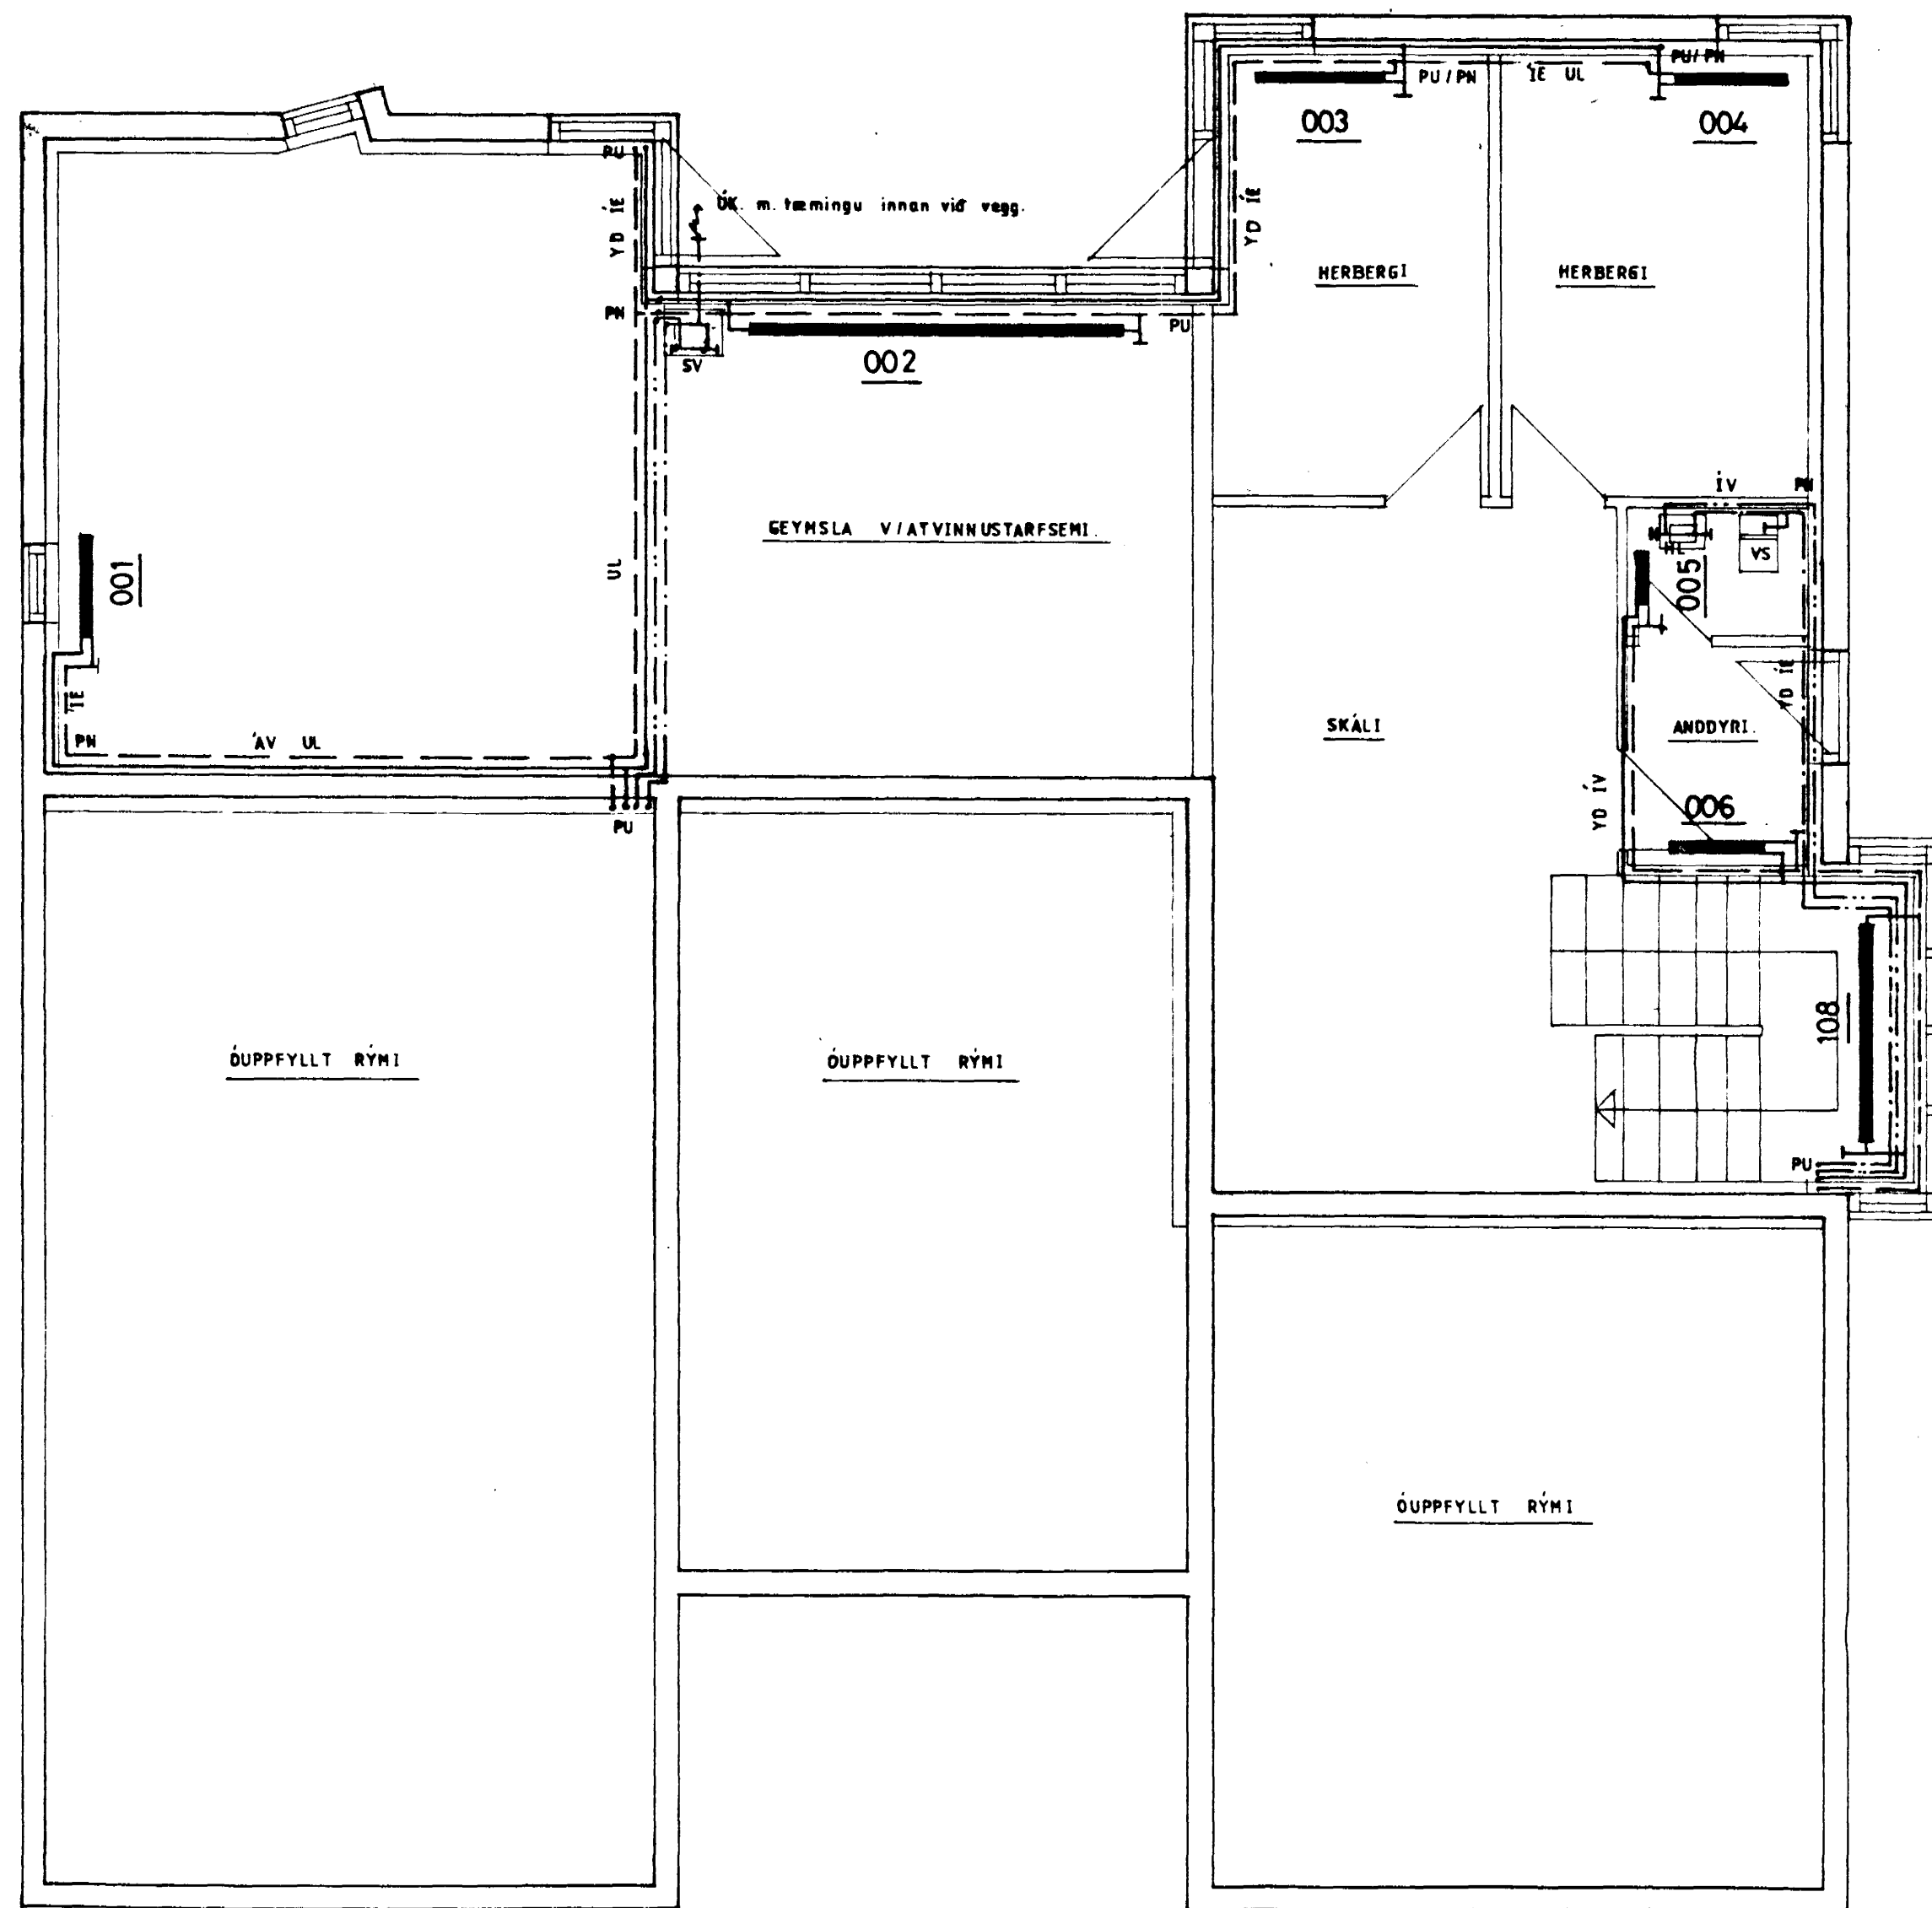 PU/PN
PU/PN
ÍE UL
003
004
PU
YD ÍE
ÚK. m. tæmingu innan við vegg.
YD ÍE
HERBERGI
HERBERGI
PN
PU
SV
002
ÍV
PN
GEYMSLA V/ATVINNUSTARFSEMI.
HL
VS
001
UL
005
ÍE
YD ÍE
SKÁLI
ANDDYRI.
PN
ÁV UL
YD ÍV
006
PU
108
ÓUPPFYLLT RÝMI
ÓUPPFYLLT RÝMI
PU
ÓUPPFYLLT RÝMI